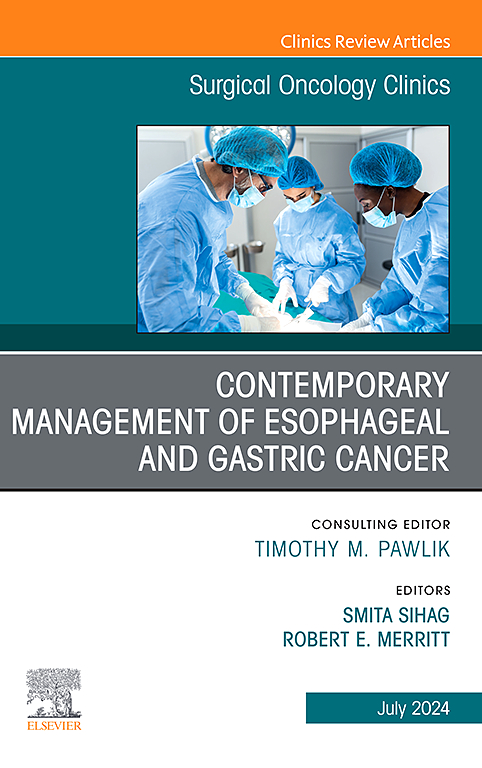 Clinics Review Articles
Surgical Oncology Clinics
CONTEMPORARY
MANAGEMENT OF ESOPHAGEAL
AND GASTRIC CANCER
CONSULTING EDITOR
TIMOTHY M. PAWLIK
EDITORS
SMITA SIHAG
ROBERT E. MERRITT
ELSEVIER
July 2024